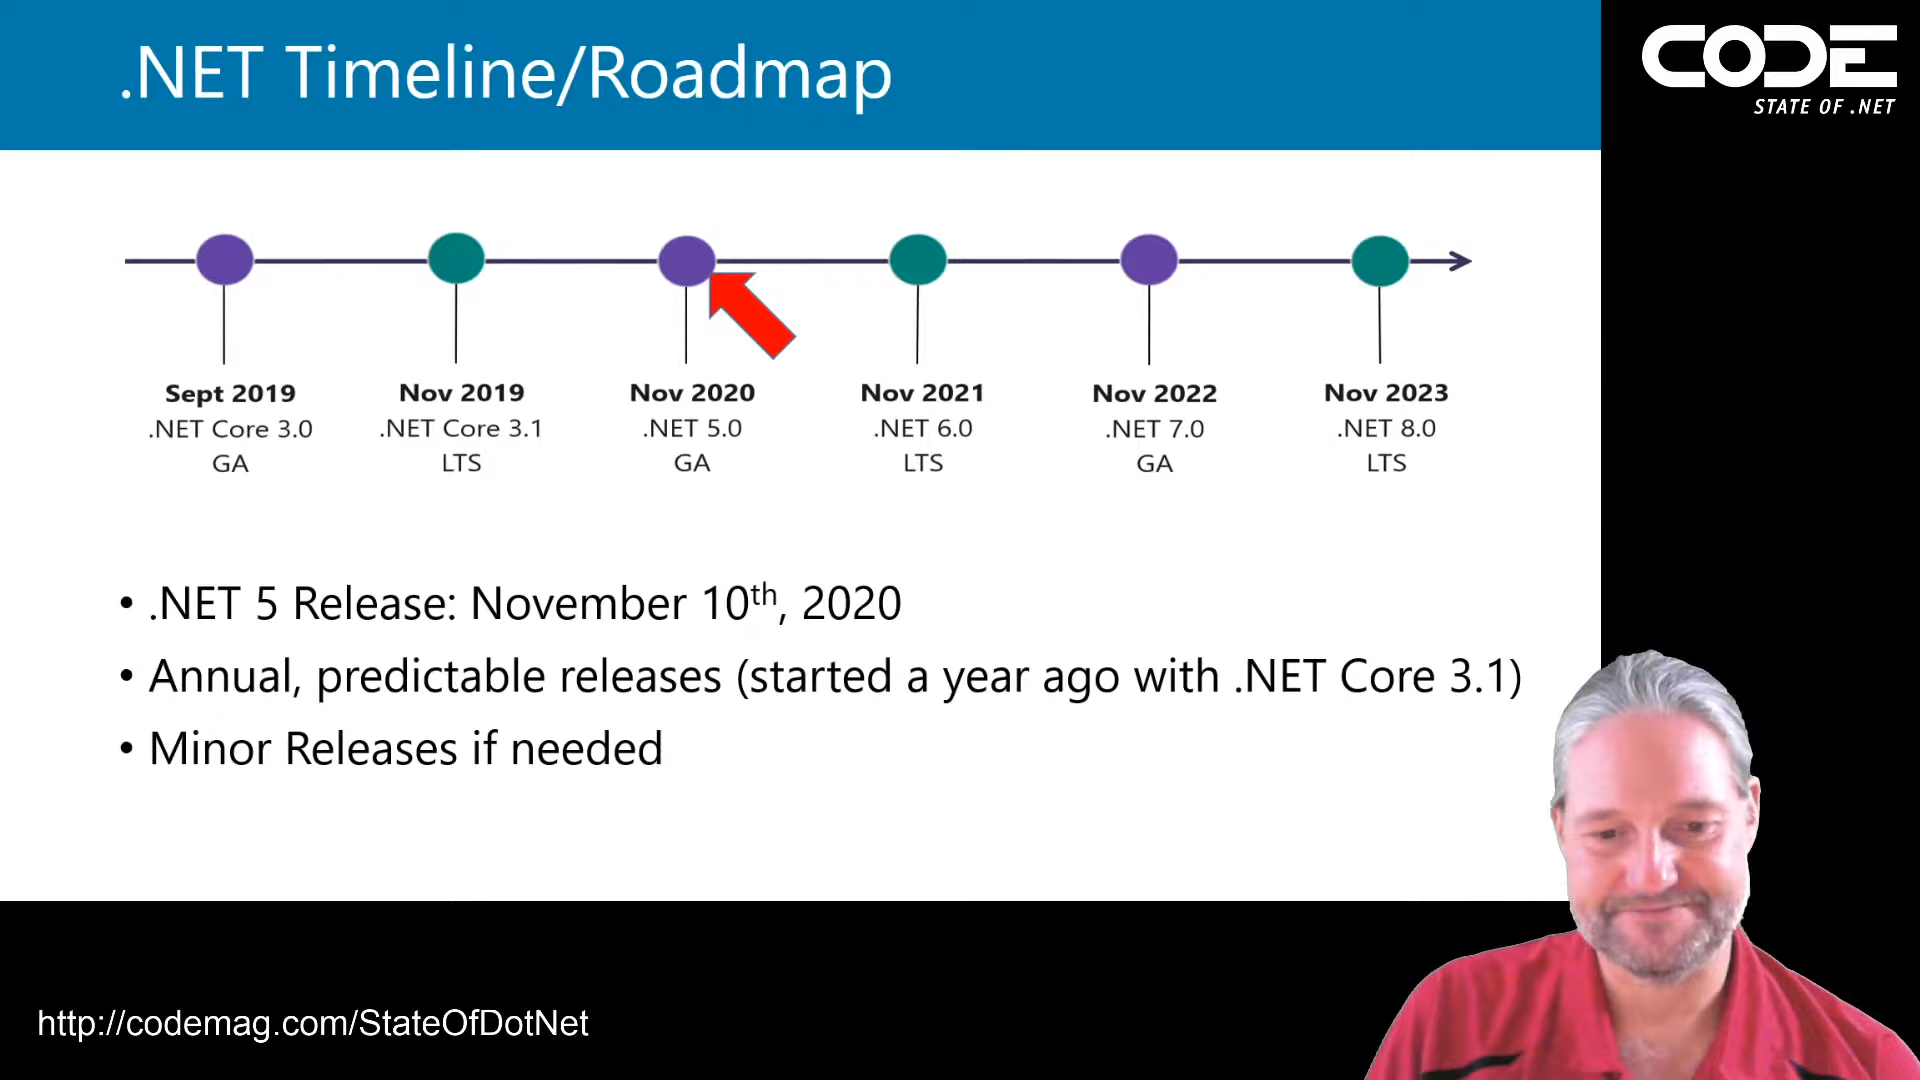 .NET Timeline/Roadmap
CODE
STATE OF .NET
Sept 2019
.NET Core 3.0
GA
Nov 2019
.NET Core 3.1
LTS
Nov 2020
.NET 5.0
GA
Nov 2021
.NET 6.0
LTS
Nov 2022
.NET 7.0
GA
Nov 2023
.NET 8.0
LTS
• .NET 5 Release: November 10th, 2020
• Annual, predictable releases (started a year ago with .NET Core 3.1)
• Minor Releases if needed
http://codemag.com/StateOfDotNet